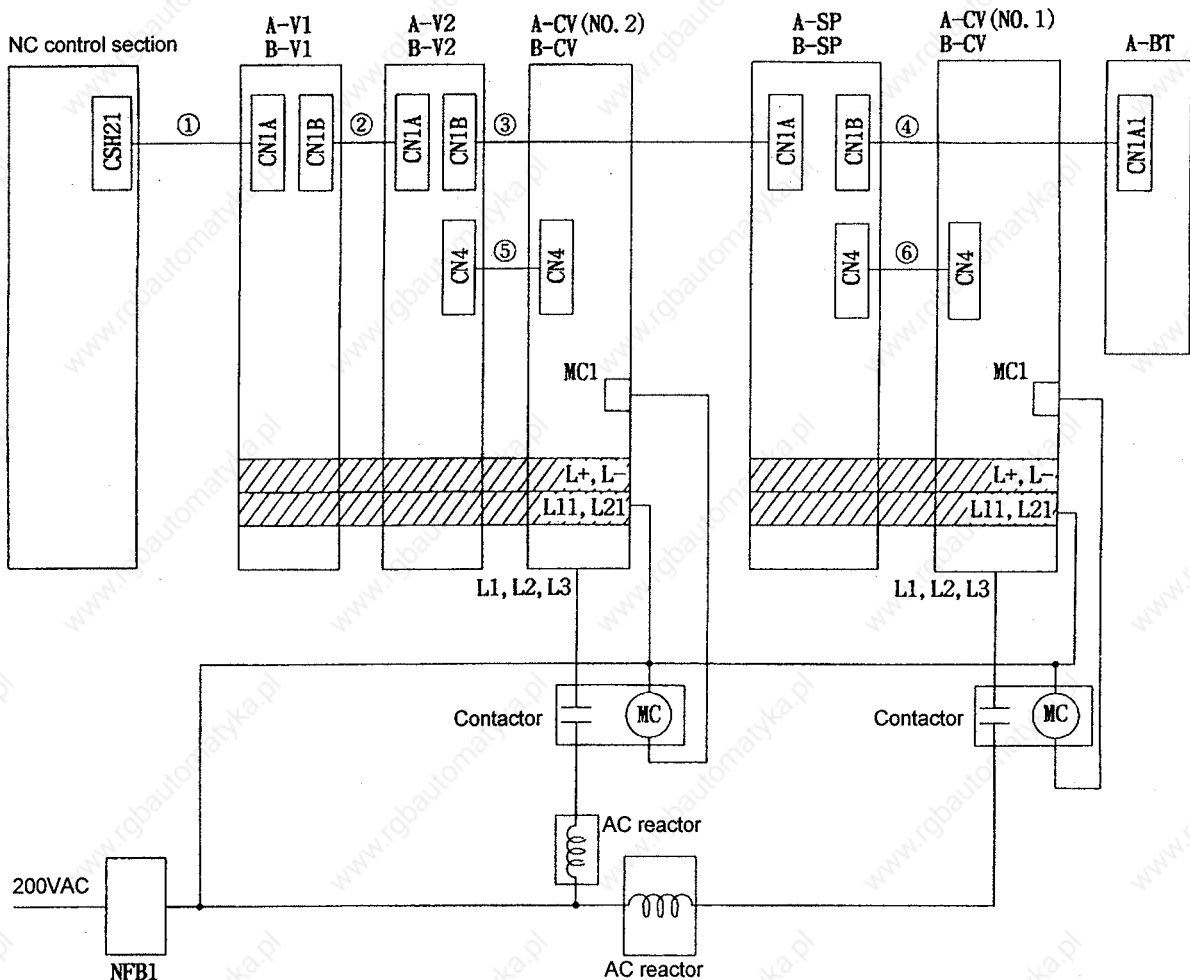 NC control section
A-V1
B-V1
A-V2
B-V2
A-CV(NO. 2)
B-CV
A-SP
B-SP
A-CV(NO. 1)
B-CV
A-BT
CSH21
①
CN1A
CN1B
②
CN1A
CN1B
③
CN1A
CN1B
④
CN1A1
CN4
⑤
CN4
CN4
⑥
CN4
MC1
MC1
L+, L-
L11, L21
L+, L-
L11, L21
L1, L2, L3
L1, L2, L3
Contactor
MC
Contactor
MC
AC reactor
200VAC
NFB1
AC reactor
www.rgbautomatyka.pl